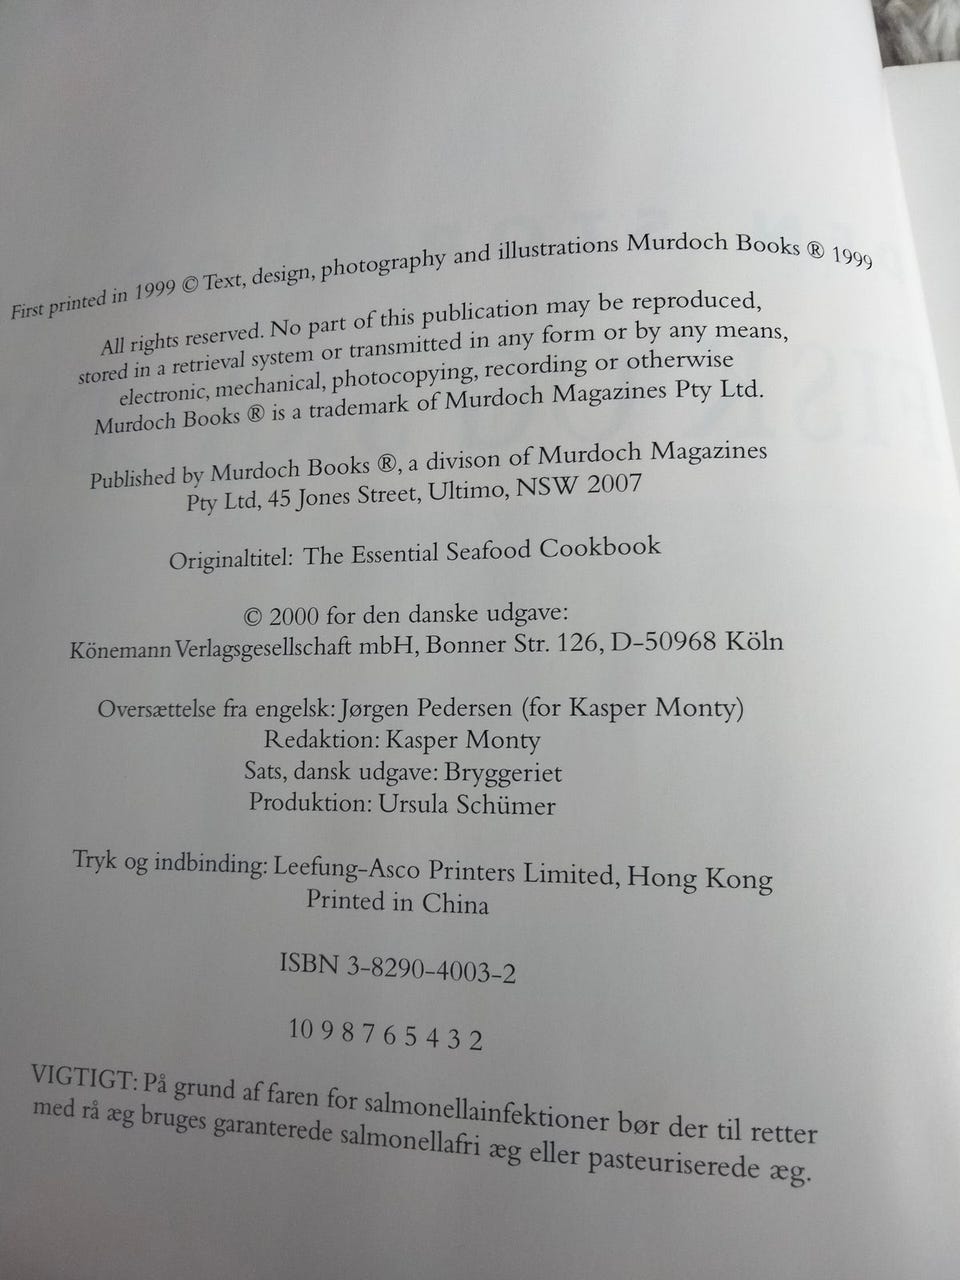 First printed in 1999 © Text, design, photography and illustrations Murdoch Books ® 1999
All rights reserved. No part of this publication may be reproduced,
stored in a retrieval system or transmitted in any form or by any means,
electronic, mechanical, photocopying, recording or otherwise
Murdoch Books ® is a trademark of Murdoch Magazines Pty Ltd.
Published by Murdoch Books ®, a divison of Murdoch Magazines
Pty Ltd, 45 Jones Street, Ultimo, NSW 2007
Originaltitel: The Essential Seafood Cookbook
© 2000 for den danske udgave:
Könemann Verlagsgesellschaft mbH, Bonner Str. 126, D-50968 Köln
Oversættelse fra engelsk: Jørgen Pedersen (for Kasper Monty)
Redaktion: Kasper Monty
Sats, dansk udgave: Bryggeriet
Produktion: Ursula Schümer
Tryk og indbinding: Leefung-Asco Printers Limited, Hong Kong
Printed in China
ISBN 3-8290-4003-2
10 9 8 7 6 5 4 3 2
VIGTIGT: På grund af faren for salmonellainfektioner bør der til retter
med rå æg bruges garanterede salmonellafri æg eller pasteuriserede æg.